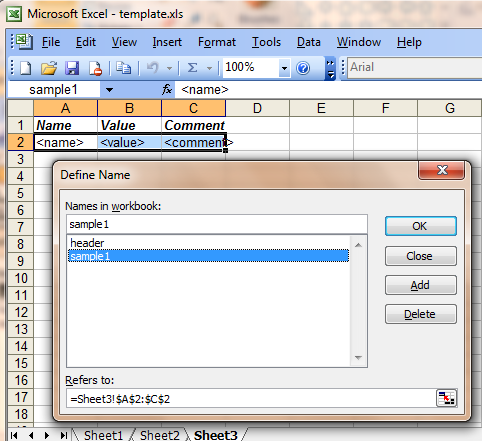 Microsoft Excel - template.xls
File Edit View Insert Format Tools Data Window Help
Σ 100% Arial
sample1 fx <name>
A B C D E F G
1 Name Value Comment
2 <name> <value> <comment>
3
4
5
6
7
8
9
10
11
12
13
14
15
16
17
Define Name
Names in workbook:
sample1
header
sample1
OK
Close
Add
Delete
Refers to:
=Sheet3!$A$2:$C$2
Sheet1 Sheet2 Sheet3